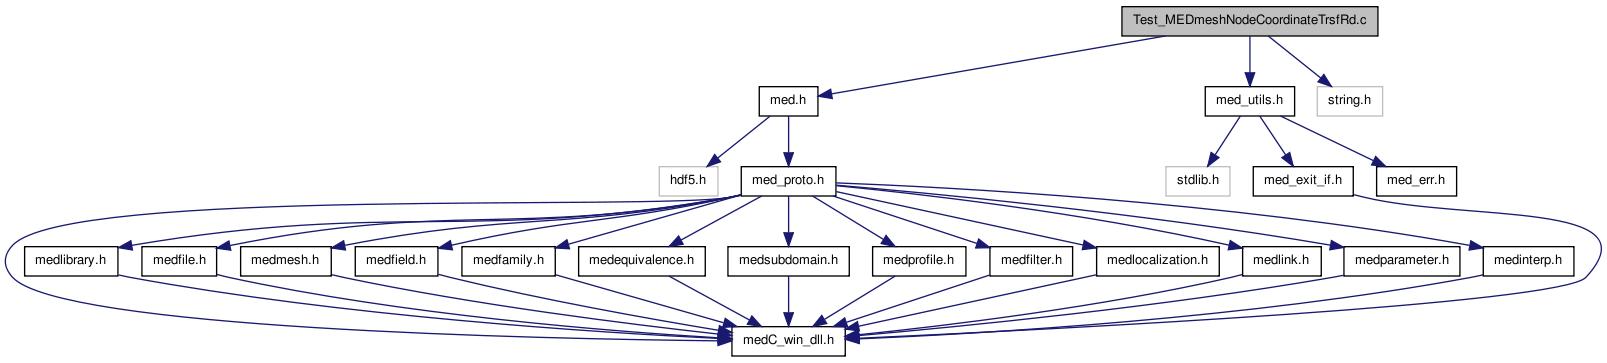 Test_MEDmeshNodeCoordinateTrsfRd.c
med.h
med_utils.h
string.h
hdf5.h
med_proto.h
stdlib.h
med_exit_if.h
med_err.h
medlibrary.h
medfile.h
medmesh.h
medfield.h
medfamily.h
medequivalence.h
medsubdomain.h
medprofile.h
medfilter.h
medlocalization.h
medlink.h
medparameter.h
medinterp.h
medC_win_dll.h